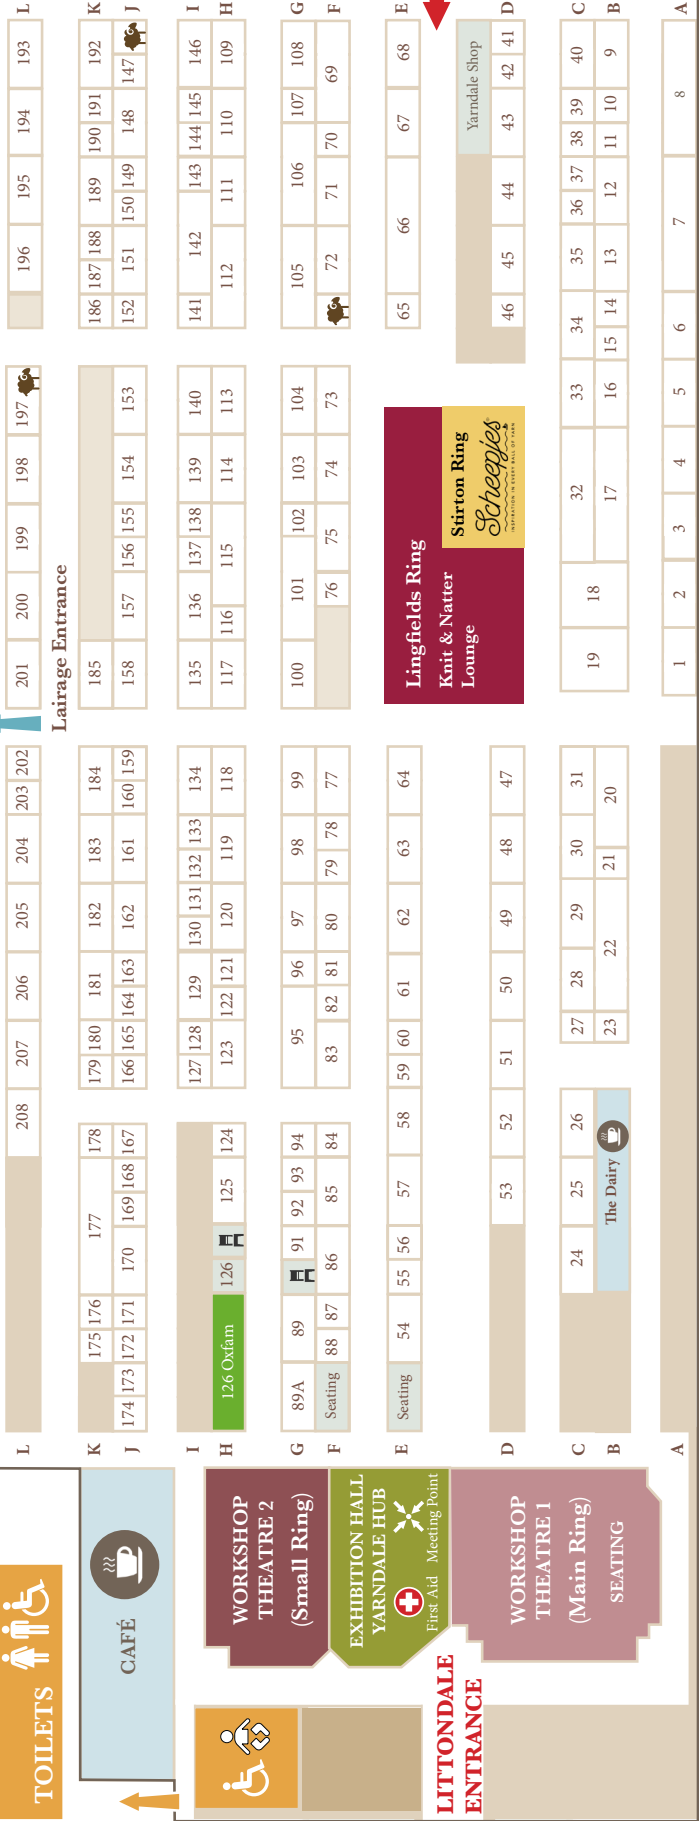 TOILETS
CAFÉ
LITTONDALE
ENTRANCE
WORKSHOP
THEATRE 2
(Small Ring)
EXHIBITION HALL
YARNDALE HUB
First Aid
Meeting Point
WORKSHOP
THEATRE 1
(Main Ring)
SEATING
L 208 207 206 205 204 203 202 201 200 199 198 197 196 195 194 193 L
Lairage Entrance
K 175 176 177 178 179 180 181 182 183 184 185 186 187 188 189 190 191 192 K
J 174 173 172 171 170 169 168 167 166 165 164 163 162 161 160 159 158 157 156 155 154 153 152 151 150 149 148 147 J
I 127 128 129 130 131 132 133 134 135 136 137 138 139 140 141 142 143 144 145 146 I
H 126 Oxfam 126 125 124 123 122 121 120 119 118 117 116 115 114 113 112 111 110 109 H
G 89A 89 91 92 93 94 95 96 97 98 99 100 101 102 103 104 105 106 107 108 G
F Seating 88 87 86 85 84 83 82 81 80 79 78 77 76 75 74 73 72 71 70 69 F
E Seating 54 55 56 57 58 59 60 61 62 63 64 65 66 67 68 E
Lingfields Ring
Knit & Natter
Lounge
Stirton Ring
Scheepjes
INSPIRATION IN EVERY BALL OF YARN
Yarndale Shop
D 53 52 51 50 49 48 47 46 45 44 43 42 41 D
C 24 25 26 27 28 29 30 31 19 18 32 33 34 35 36 37 38 39 40 C
B The Dairy 23 22 21 20 17 16 15 14 13 12 11 10 9 B
A 1 2 3 4 5 6 7 8 A